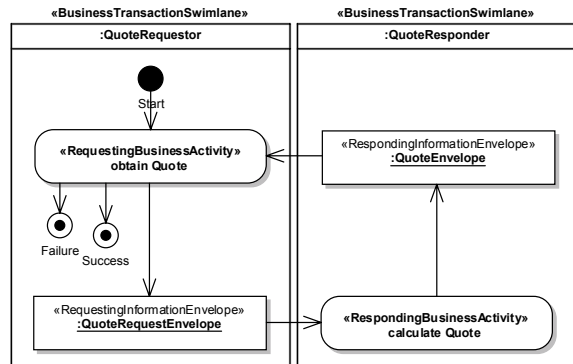 «BusinessTransactionSwimlane»
:QuoteRequestor
Start
«RequestingBusinessActivity»
obtain Quote
Failure
Success
«RequestingInformationEnvelope»
:QuoteRequestEnvelope
«BusinessTransactionSwimlane»
:QuoteResponder
«RespondingInformationEnvelope»
:QuoteEnvelope
«RespondingBusinessActivity»
calculate Quote